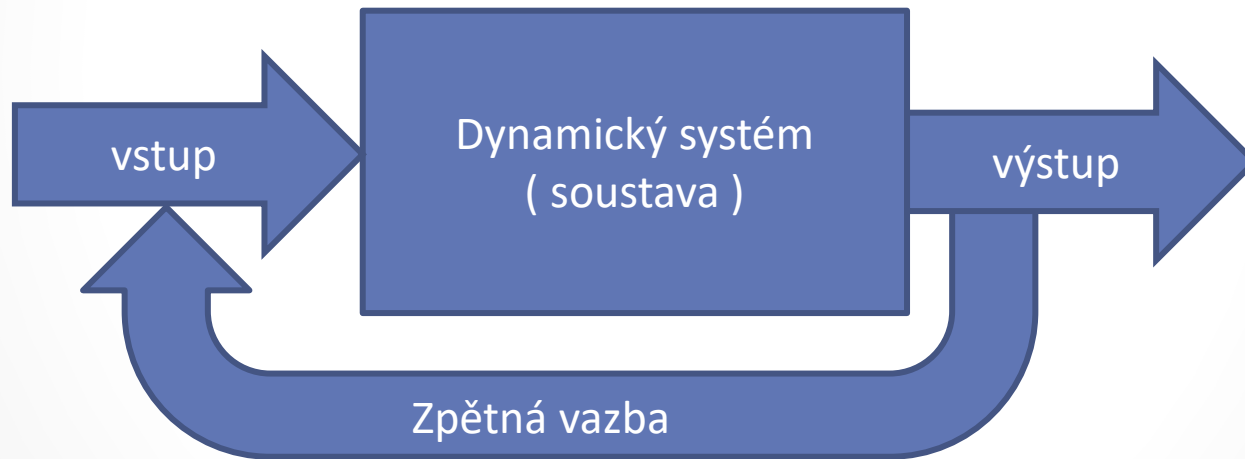 vstup
Dynamický systém
( soustava )
výstup
Zpětná vazba